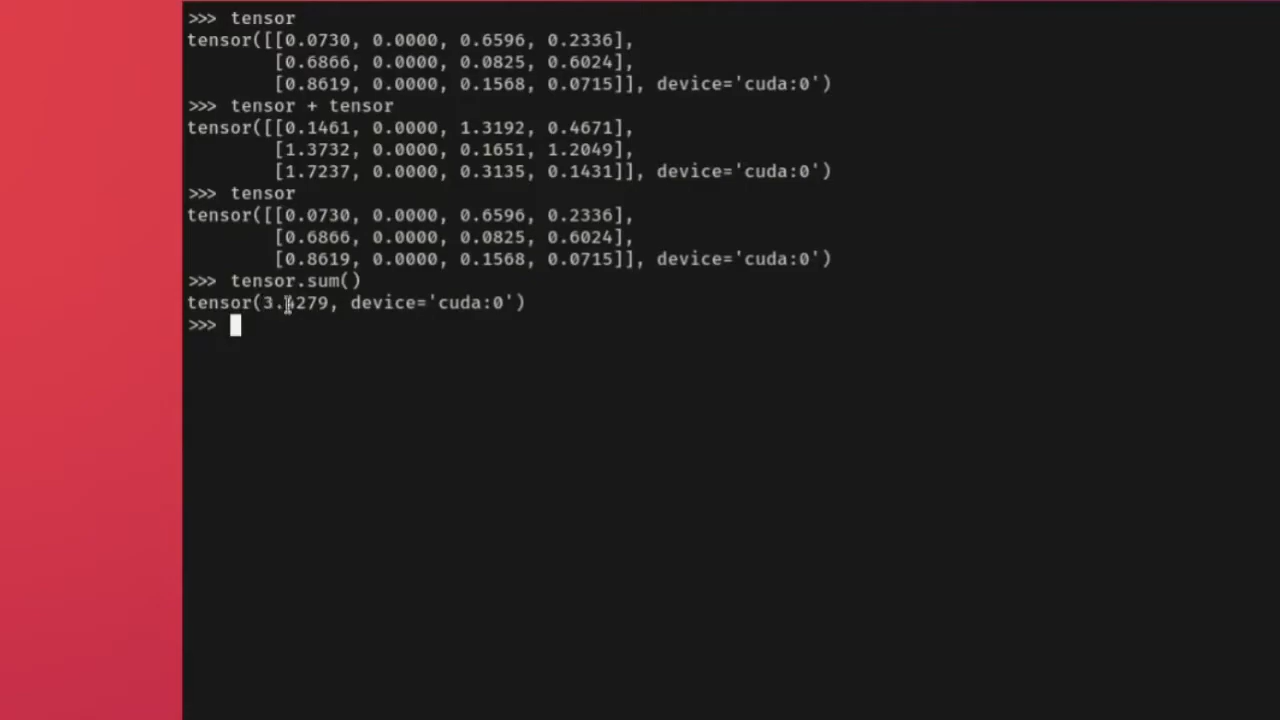 >>> tensor
tensor([[0.0730, 0.0000, 0.6596, 0.2336],
        [0.6866, 0.0000, 0.0825, 0.6024],
        [0.8619, 0.0000, 0.1568, 0.0715]], device='cuda:0')
>>> tensor + tensor
tensor([[0.1461, 0.0000, 1.3192, 0.4671],
        [1.3732, 0.0000, 0.1651, 1.2049],
        [1.7237, 0.0000, 0.3135, 0.1431]], device='cuda:0')
>>> tensor
tensor([[0.0730, 0.0000, 0.6596, 0.2336],
        [0.6866, 0.0000, 0.0825, 0.6024],
        [0.8619, 0.0000, 0.1568, 0.0715]], device='cuda:0')
>>> tensor.sum()
tensor(3.4279, device='cuda:0')
>>>